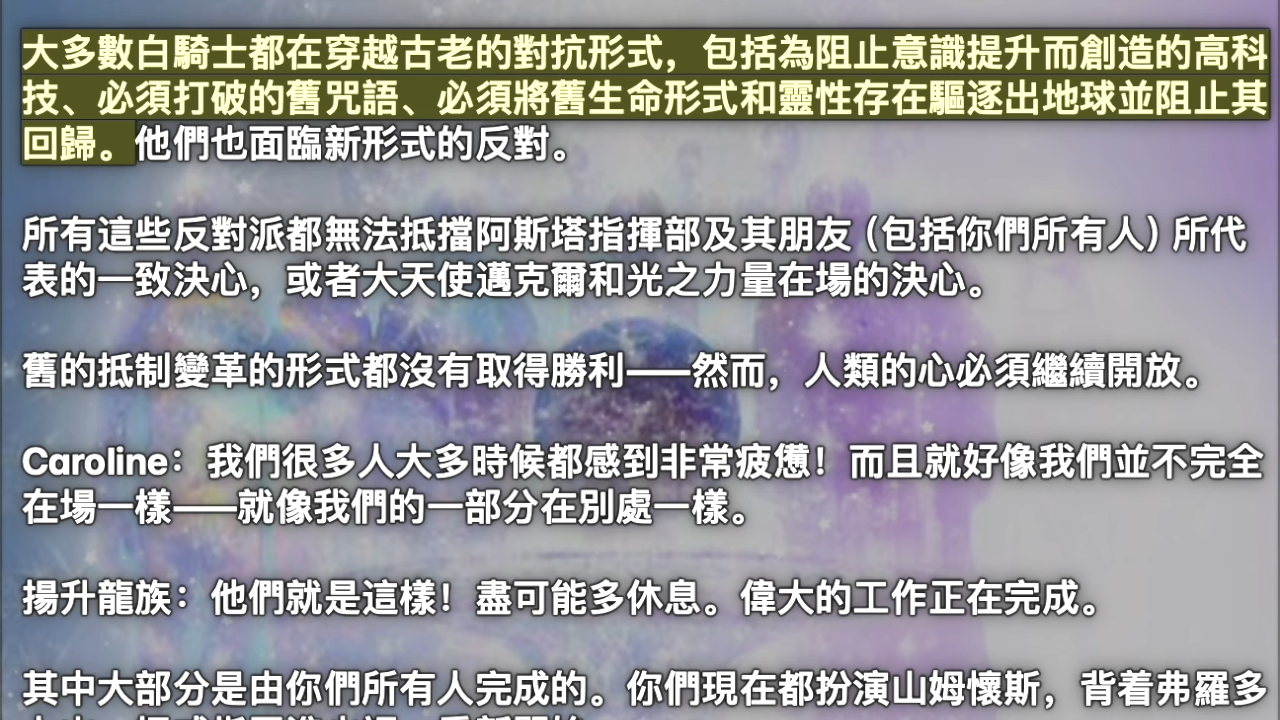 大多數白騎士都在穿越古老的對抗形式，包括為阻止意識提升而創造的高科
技、必須打破的舊咒語、必須將舊生命形式和靈性存在驅逐出地球並阻止其
回歸。他們也面臨新形式的反對。
所有這些反對派都無法抵擋阿斯塔指揮部及其朋友（包括你們所有人）所代
表的一致決心，或者大天使邁克爾和光之力量在場的決心。
舊的抵制變革的形式都沒有取得勝利——然而，人類的心必須繼續開放。
Caroline：我們很多人大多時候都感到非常疲憊！而且就好像我們並不完全
在場一樣——就像我們的一部分在別處一樣。
揚升龍族：他們就是這樣！盡可能多休息。偉大的工作正在完成。
其中大部分是由你們所有人完成的。你們現在都扮演山姆懷斯，背着弗羅多